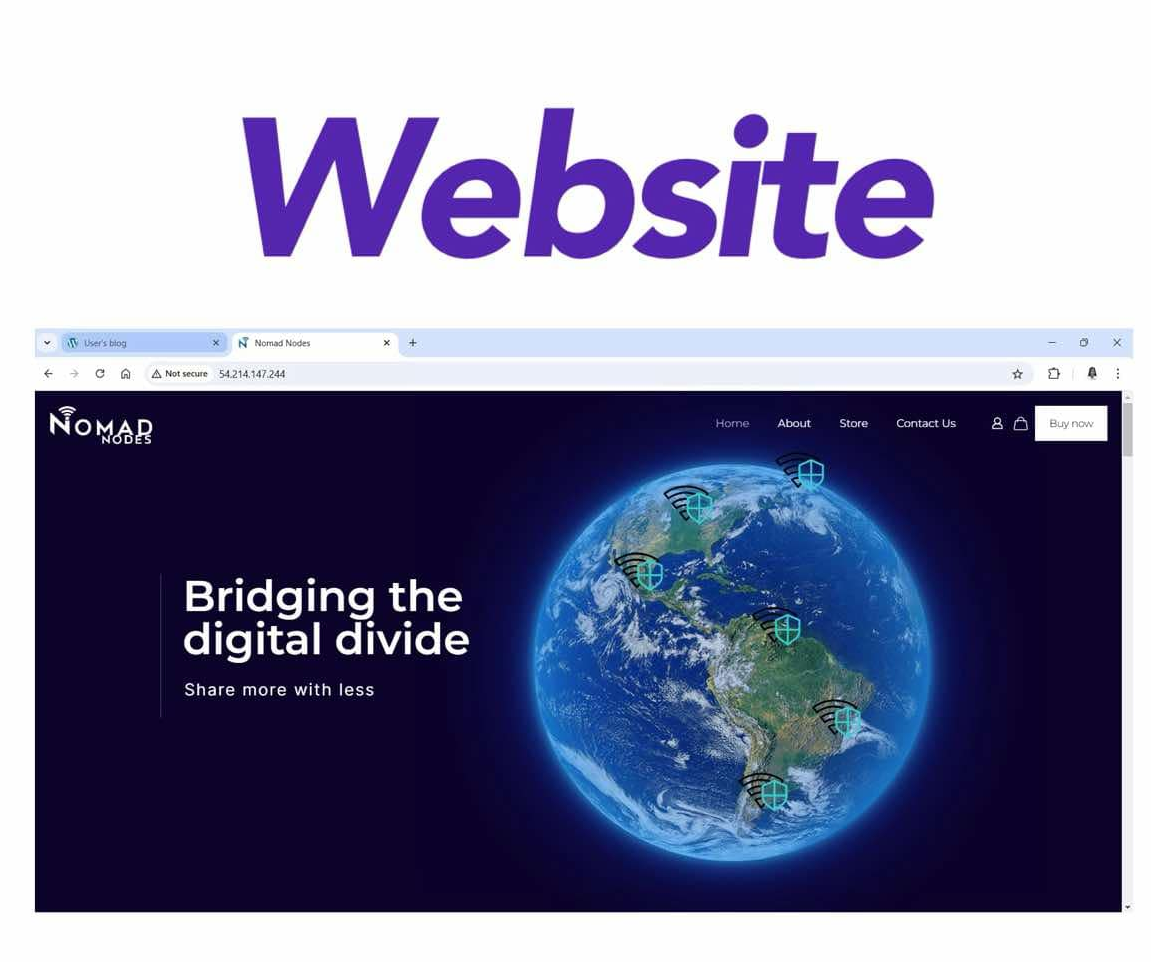 Website
User's blog
Nomad Nodes
Not secure 54.214.147.244
NOMAD
NODES
Home About Store Contact Us Buy now
Bridging the
digital divide
Share more with less